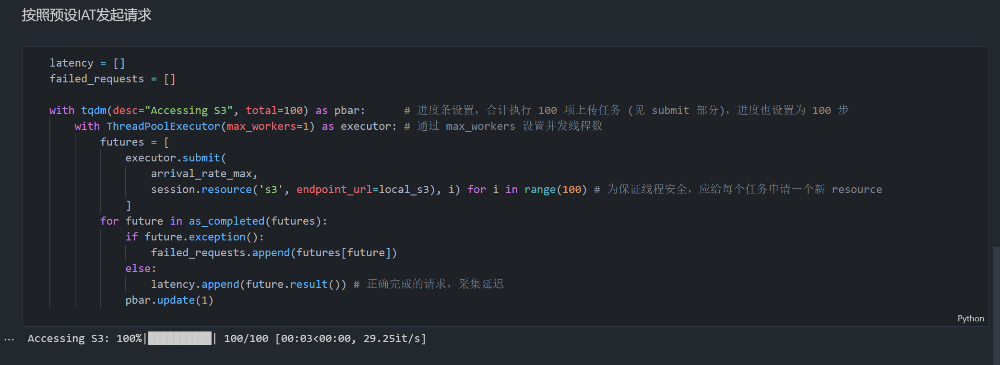 按照预设IAT发起请求
latency = []
failed_requests = []
with tqdm(desc="Accessing S3", total=100) as pbar:      # 进度条设置，合计执行 100 项上传任务 (见 submit 部分)，进度也设置为 100 步
    with ThreadPoolExecutor(max_workers=1) as executor: # 通过 max_workers 设置并发线程数
        futures = [
            executor.submit(
                arrival_rate_max,
                session.resource('s3', endpoint_url=local_s3), i) for i in range(100) # 为保证线程安全，应给每个任务申请一个新 resource
            ]
        for future in as_completed(futures):
            if future.exception():
                failed_requests.append(futures[future])
            else:
                latency.append(future.result()) # 正确完成的请求，采集延迟
            pbar.update(1)
Python
... Accessing S3: 100%|██████████| 100/100 [00:03<00:00, 29.25it/s]